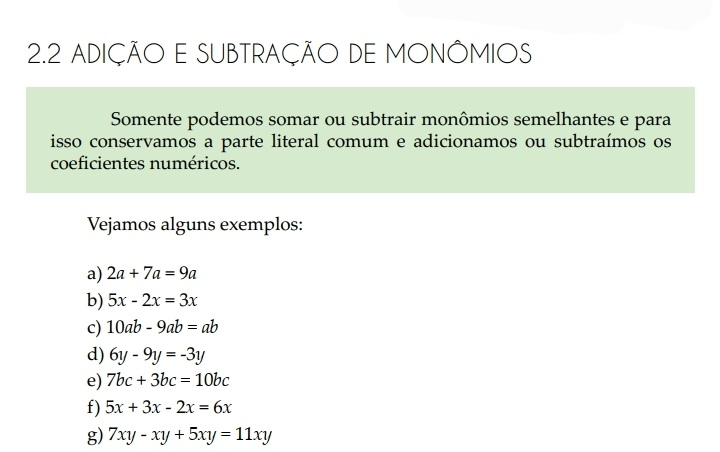 2.2 ADIÇÃO E SUBTRAÇÃO DE MONÔMIOS
Somente podemos somar ou subtrair monômios semelhantes e para
isso conservamos a parte literal comum e adicionamos ou subtraímos os
coeficientes numéricos.
Vejamos alguns exemplos:
a) 2a + 7a = 9a
b) 5x - 2x = 3x
c) 10ab - 9ab = ab
d) 6y - 9y = -3y
e) 7bc + 3bc = 10bc
f) 5x + 3x - 2x = 6x
g) 7xy - xy + 5xy = 11xy